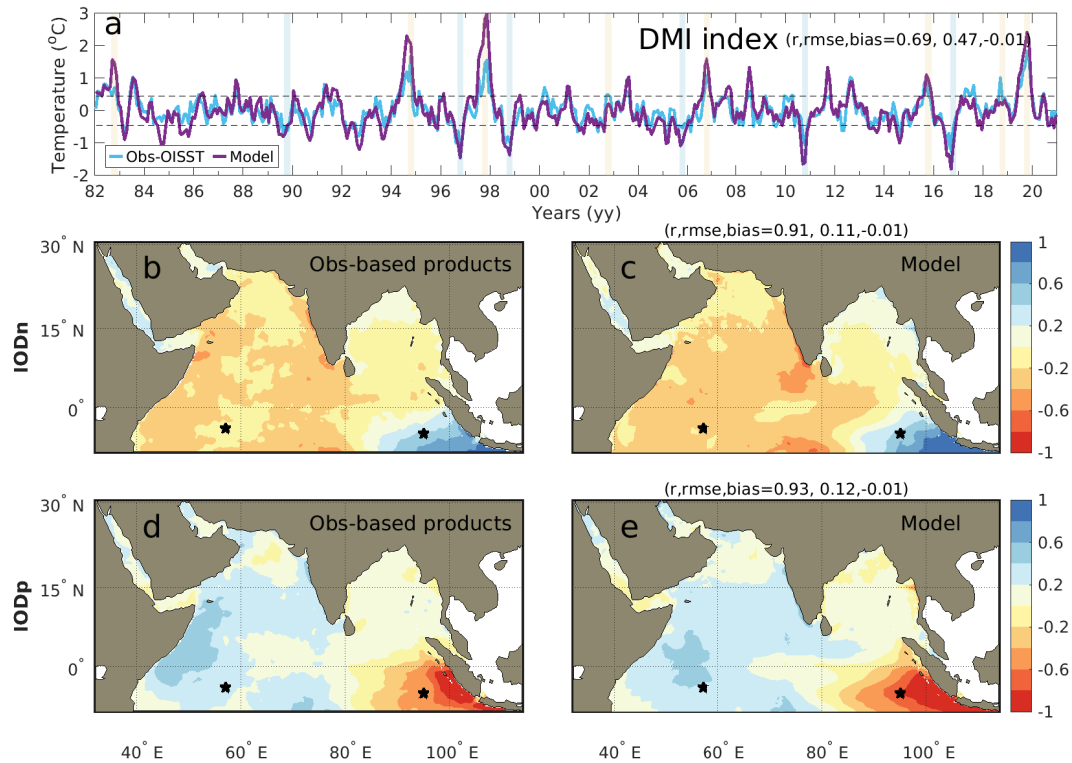 a
DMI index (r,rmse,bias=0.69, 0.47,-0.01)
Temperature (°C)
3
2
1
0
-1
-2
Obs-OISST Model
82 84 86 88 90 92 94 96 98 00 02 04 06 08 10 12 14 16 18 20
Years (yy)
(r,rmse,bias=0.91, 0.11,-0.01)
IODn
30° N
15° N
0°
b Obs-based products
c Model
1
0.6
0.2
-0.2
-0.6
-1
(r,rmse,bias=0.93, 0.12,-0.01)
IODp
30° N
15° N
0°
d Obs-based products
e Model
1
0.6
0.2
-0.2
-0.6
-1
40° E 60° E 80° E 100° E 40° E 60° E 80° E 100° E